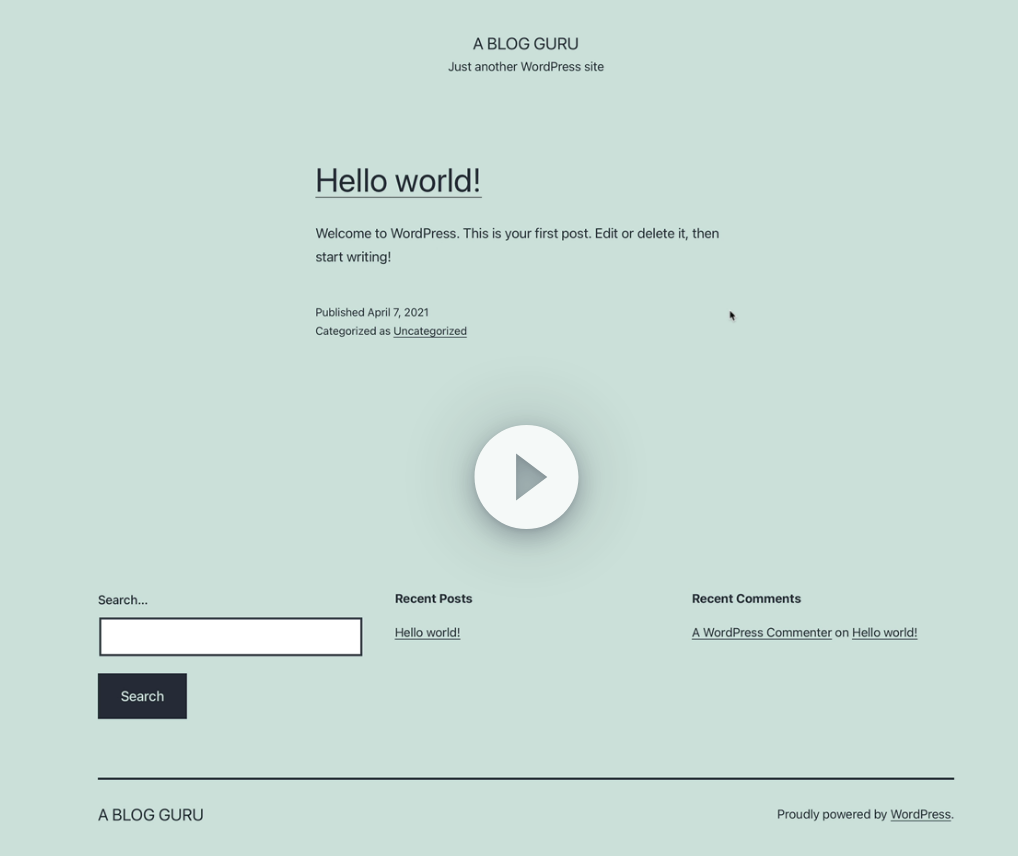 A BLOG GURU
Just another WordPress site
Hello world!
Welcome to WordPress. This is your first post. Edit or delete it, then
start writing!
Published April 7, 2021
Categorized as Uncategorized
Search...
Recent Posts
Recent Comments
Hello world!
A WordPress Commenter on Hello world!
Search
A BLOG GURU
Proudly powered by WordPress.